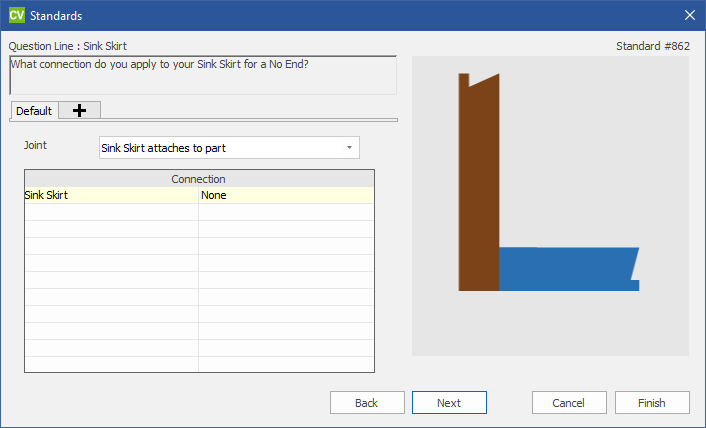 CV Standards
Question Line : Sink Skirt
Standard #862
What connection do you apply to your Sink Skirt for a No End?
Default
Joint
Sink Skirt attaches to part
Connection
Sink Skirt None
Back Next Cancel Finish